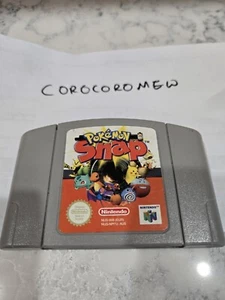 COROCOROMEW
POKéMON
Snap
Nintendo
NINTENDO 64